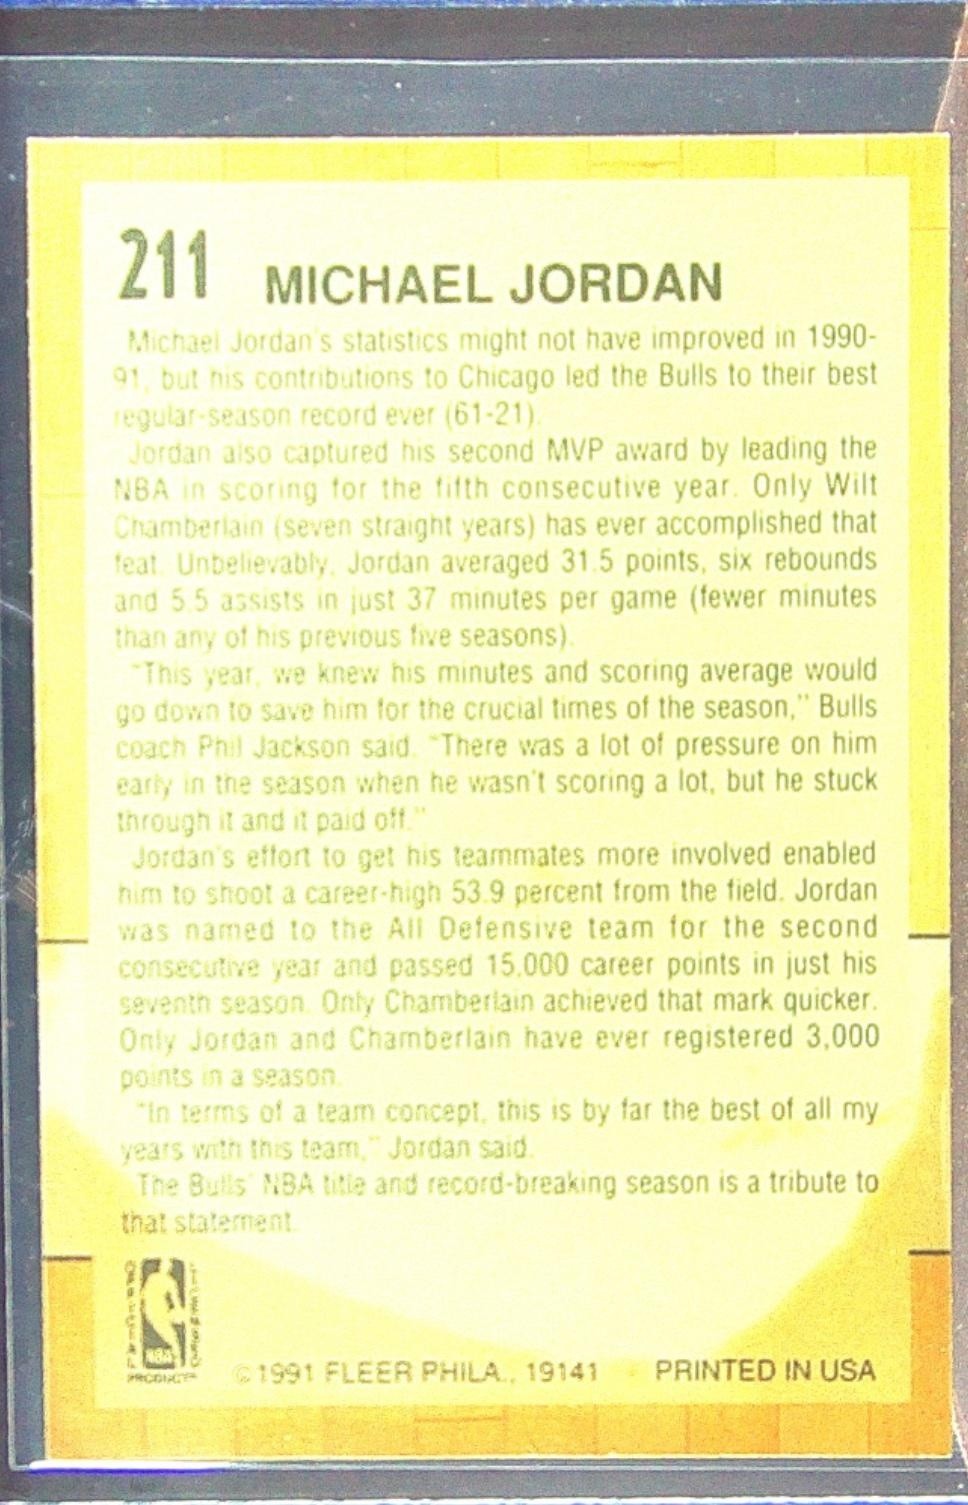 211
MICHAEL JORDAN
Michael Jordan's statistics might not have improved in 1990-
91, but his contributions to Chicago led the Bulls to their best
regular-season record ever (61-21).
Jordan also captured his second MVP award by leading the
NBA in scoring for the fifth consecutive year. Only Wilt
Chamberlain (seven straight years) has ever accomplished that
feat. Unbelievably, Jordan averaged 31.5 points, six rebounds
and 5.5 assists in just 37 minutes per game (fewer minutes
than any of his previous five seasons).
"This year, we knew his minutes and scoring average would
go down to save him for the crucial times of the season," Bulls
coach Phil Jackson said. "There was a lot of pressure on him
early in the season when he wasn't scoring a lot, but he stuck
through it and it paid off."
Jordan's effort to get his teammates more involved enabled
him to shoot a career-high 53.9 percent from the field. Jordan
was named to the All Defensive team for the second
consecutive year and passed 15,000 career points in just his
seventh season. Only Chamberlain achieved that mark quicker.
Only Jordan and Chamberlain have ever registered 3,000
points in a season.
"In terms of a team concept, this is by far the best of all my
years with this team," Jordan said.
The Bulls' NBA title and record-breaking season is a tribute to
that statement.
OFFICIAL
NBA
PRODUCT
© 1991 FLEER PHILA., 19141 PRINTED IN USA